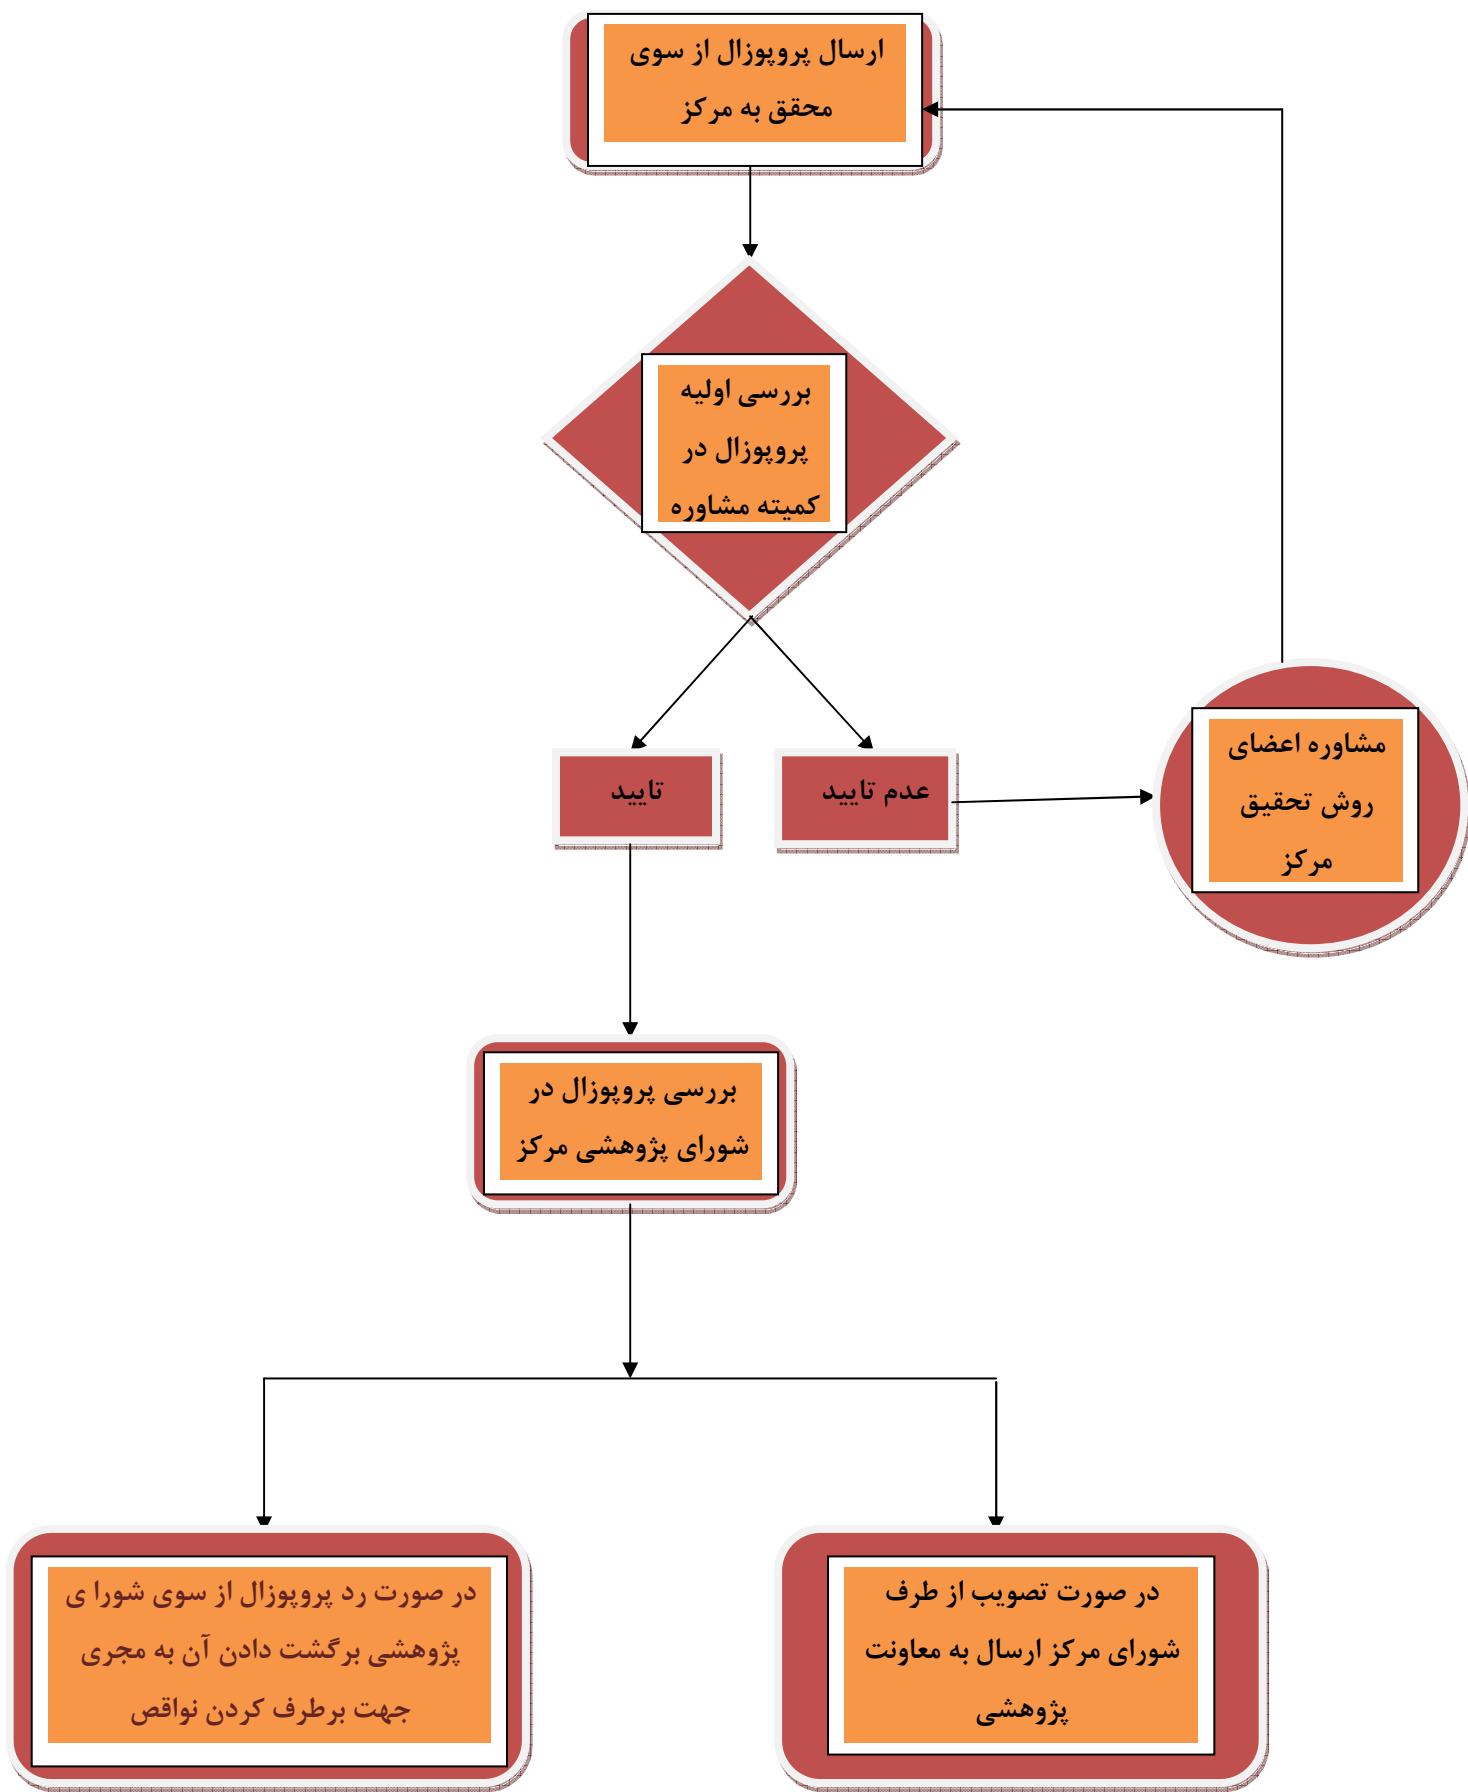 ارسال پروپوزال از سوی
محقق به مرکز
بررسی اولیه
پروپوزال در
کمیته مشاوره
تایید
عدم تایید
مشاوره اعضای
روش تحقیق
مرکز
بررسی پروپوزال در
شورای پژوهشی مرکز
در صورت تصویب از طرف
شورای مرکز ارسال به معاونت
پژوهشی
در صورت رد پروپوزال از سوی شورا ی
پژوهشی برگشت دادن آن به مجری
جهت برطرف کردن نواقص